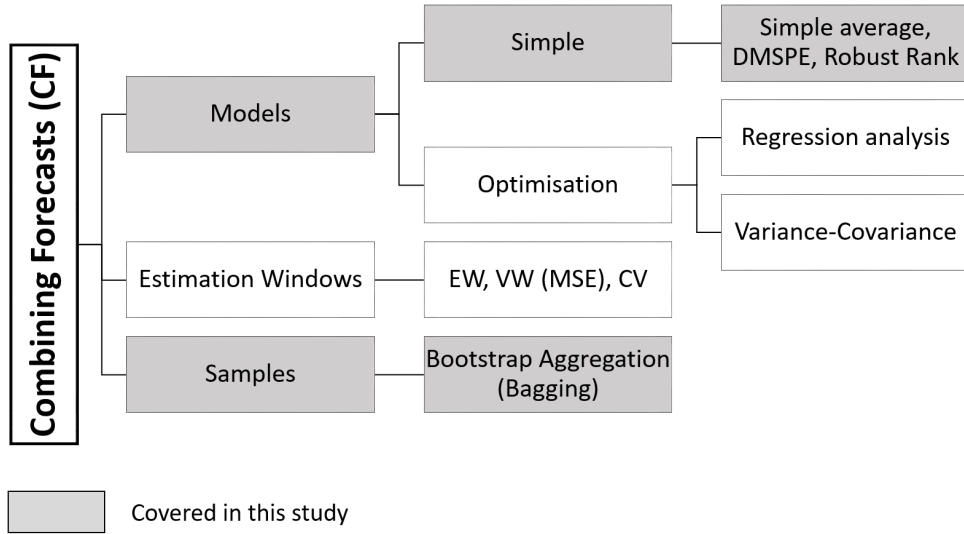 Combining Forecasts (CF)
Models
Simple
Simple average,
DMSPE, Robust Rank
Optimisation
Regression analysis
Variance-Covariance
Estimation Windows
EW, VW (MSE), CV
Samples
Bootstrap Aggregation
(Bagging)
Covered in this study